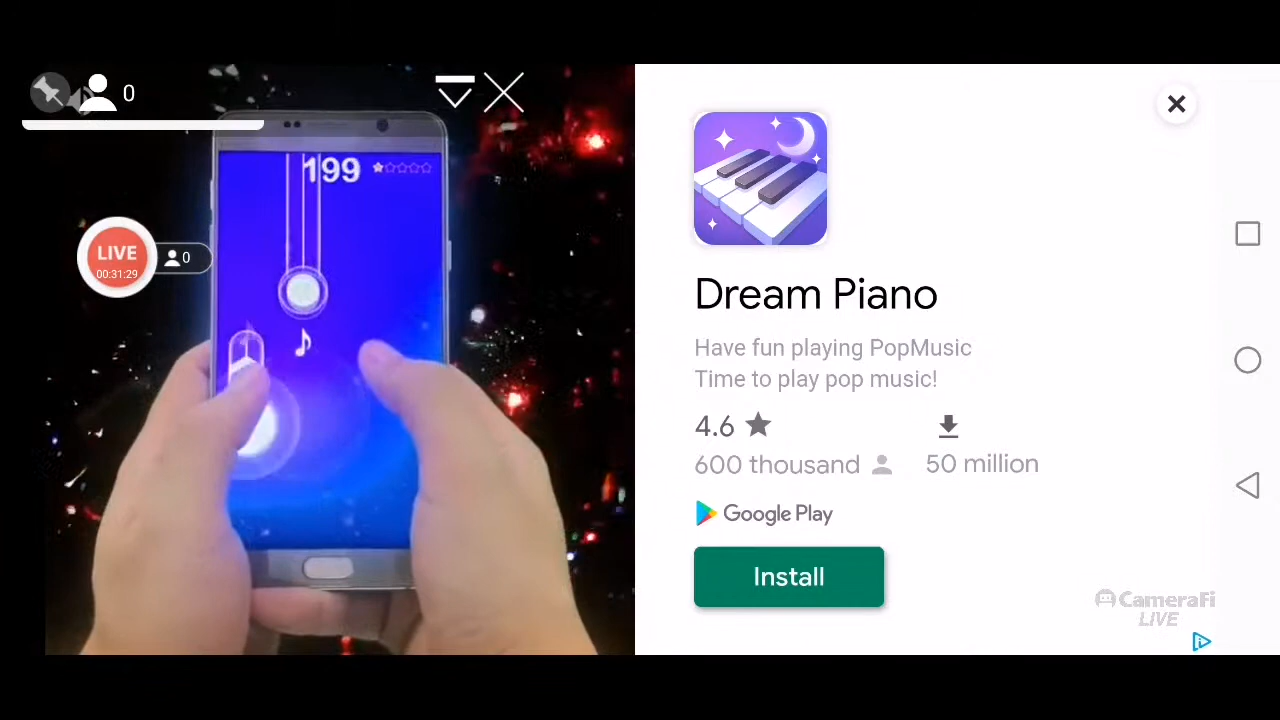 0
199
LIVE
00:31:29
0
Dream Piano
Have fun playing PopMusic
Time to play pop music!
4.6
600 thousand
50 million
Google Play
Install
CameraFi
LIVE